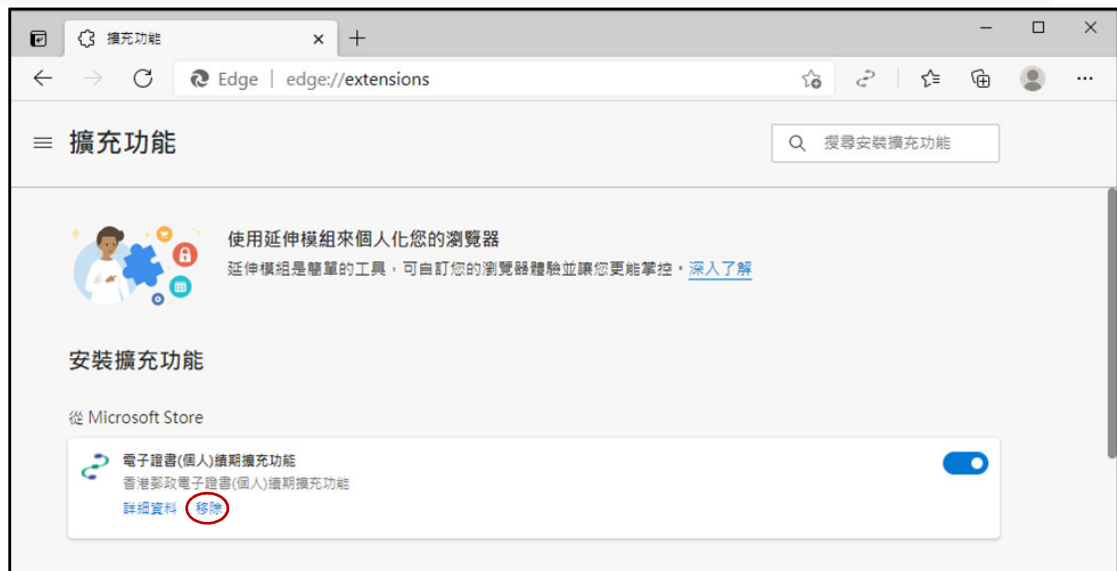 擴充功能
Edge | edge://extensions
擴充功能
搜尋安裝擴充功能
使用延伸模組來個人化您的瀏覽器
延伸模組是簡單的工具,可自訂您的瀏覽器體驗並讓您更能掌控。深入了解
安裝擴充功能
從 Microsoft Store
電子證書(個人)續期擴充功能
香港郵政電子證書(個人)續期擴充功能
詳細資料 移除